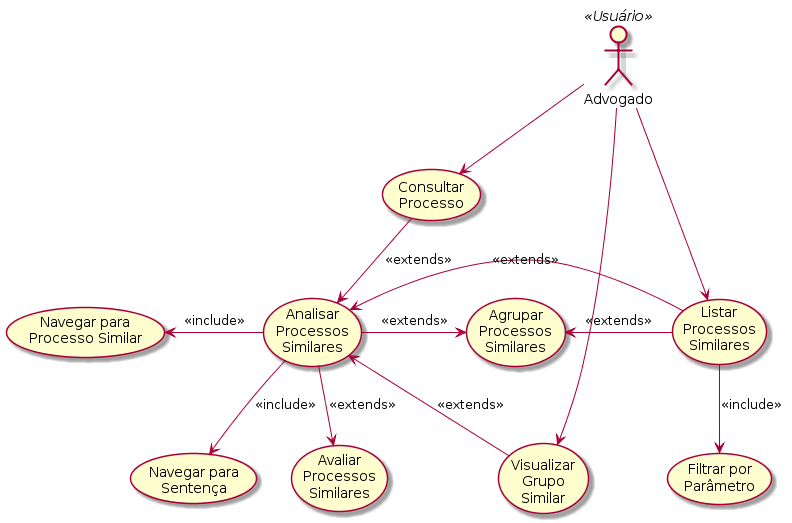 «Usuário»
Advogado
Consultar
Processo
«extends»
«extends»
Navegar para
Processo Similar
«include»
Analisar
Processos
Similares
«extends»
Agrupar
Processos
Similares
«extends»
Listar
Processos
Similares
«include»
«extends»
«extends»
«include»
Navegar para
Sentença
Avaliar
Processos
Similares
Visualizar
Grupo
Similar
Filtrar por
Parâmetro